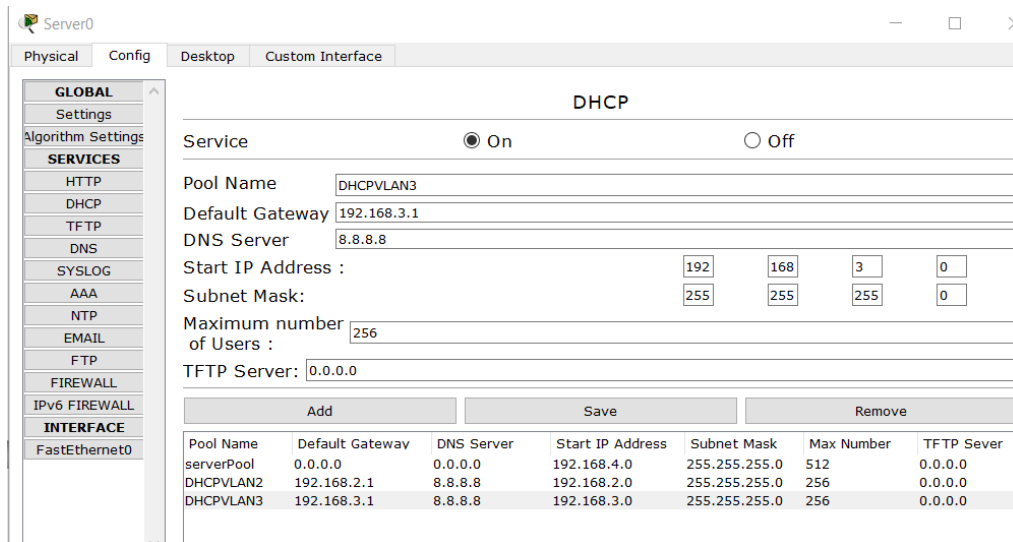 Server0
Physical Config Desktop Custom Interface
GLOBAL
Settings
Algorithm Settings
SERVICES
HTTP
DHCP
TFTP
DNS
SYSLOG
AAA
NTP
EMAIL
FTP
FIREWALL
IPv6 FIREWALL
INTERFACE
FastEthernet0
DHCP
Service On Off
Pool Name DHCPVLAN3
Default Gateway 192.168.3.1
DNS Server 8.8.8.8
Start IP Address : 192 168 3 0
Subnet Mask: 255 255 255 0
Maximum number
of Users : 256
TFTP Server: 0.0.0.0
Add Save Remove
Pool Name Default Gateway DNS Server Start IP Address Subnet Mask Max Number TFTP Sever
serverPool 0.0.0.0 0.0.0.0 192.168.4.0 255.255.255.0 512 0.0.0.0
DHCPVLAN2 192.168.2.1 8.8.8.8 192.168.2.0 255.255.255.0 256 0.0.0.0
DHCPVLAN3 192.168.3.1 8.8.8.8 192.168.3.0 255.255.255.0 256 0.0.0.0